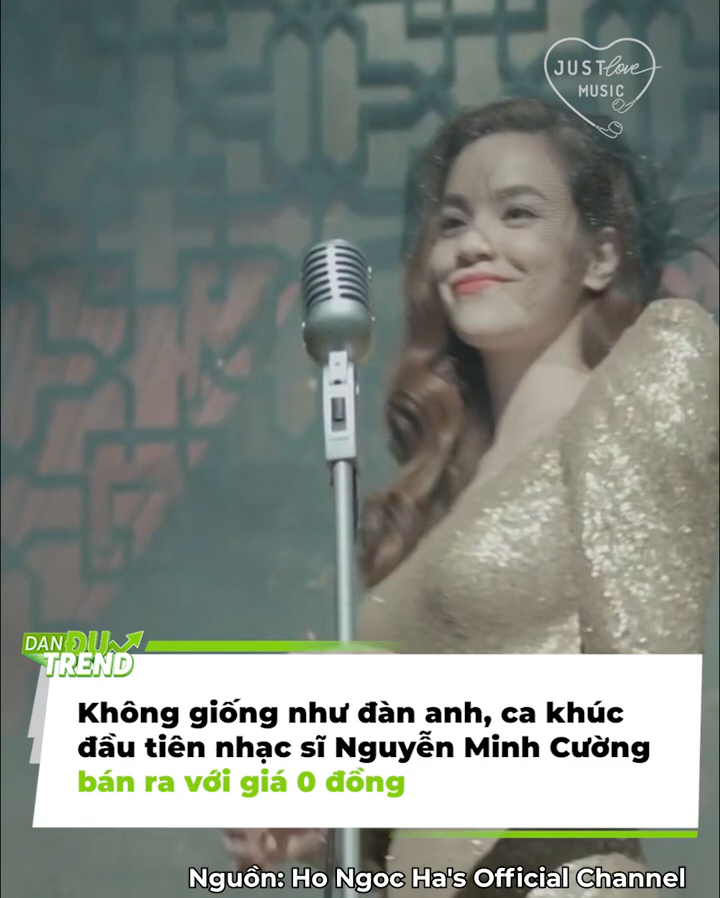 JUST love
MUSIC
DAN ĐU
TREND
Không giống như đàn anh, ca khúc
đầu tiên nhạc sĩ Nguyễn Minh Cường
bán ra với giá 0 đồng
Nguồn: Ho Ngoc Ha's Official Channel